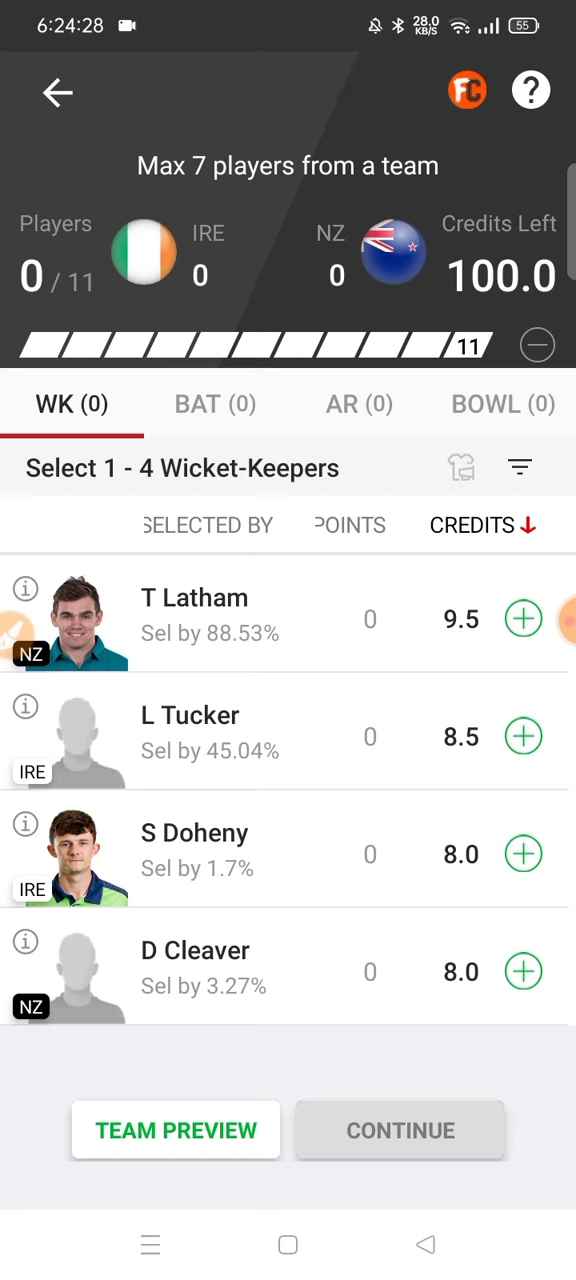 6:24:28 28.0 KB/S 55
FC ?
Max 7 players from a team
Players IRE NZ Credits Left
0 / 11 0 0 100.0
11
WK (0) BAT (0) AR (0) BOWL (0)
Select 1 - 4 Wicket-Keepers
SELECTED BY POINTS CREDITS
T Latham
Sel by 88.53% 0 9.5
NZ
L Tucker
Sel by 45.04% 0 8.5
IRE
S Doheny
Sel by 1.7% 0 8.0
IRE
D Cleaver
Sel by 3.27% 0 8.0
NZ
TEAM PREVIEW CONTINUE